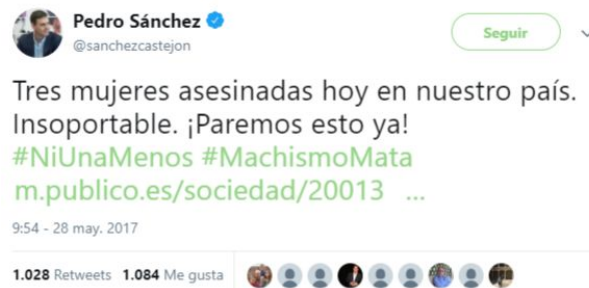 Pedro Sánchez
@sanchezcastejon
Seguir
Tres mujeres asesinadas hoy en nuestro país.
Insoportable. ¡Paremos esto ya!
#NiUnaMenos #MachismoMata
m.publico.es/sociedad/20013 ...
9:54 - 28 may. 2017
1.028 Retweets 1.084 Me gusta